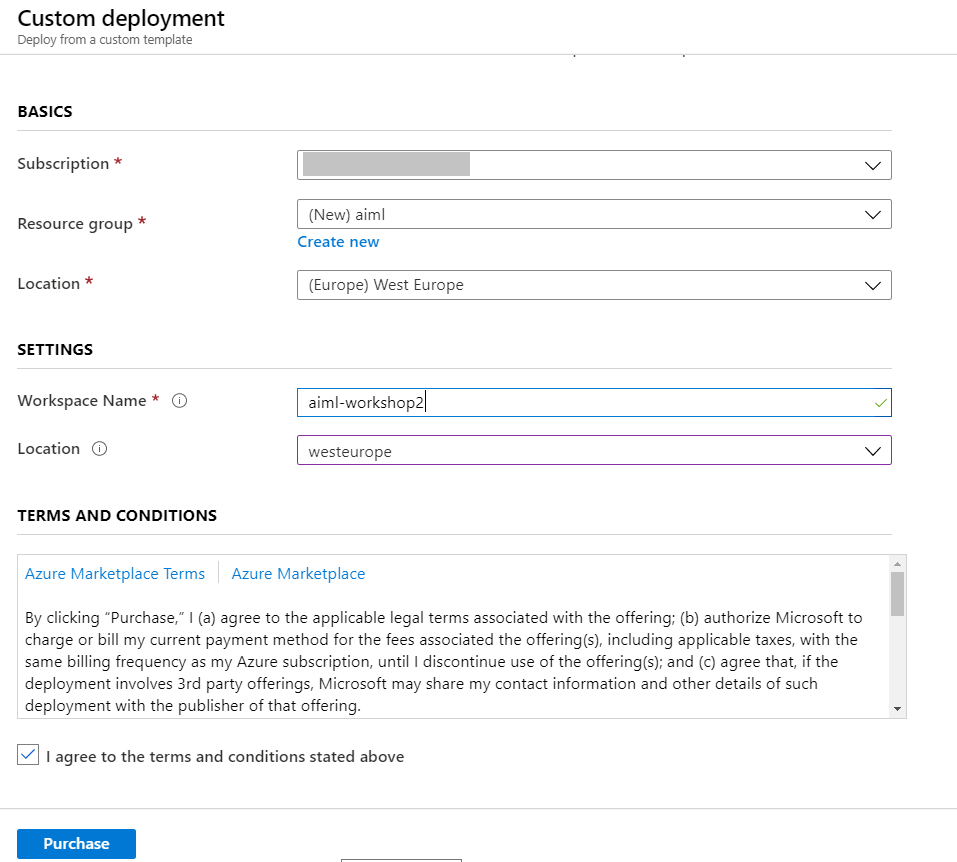 Custom deployment
Deploy from a custom template
BASICS
Subscription *
Resource group *
(New) aiml
Create new
Location *
(Europe) West Europe
SETTINGS
Workspace Name *
aiml-workshop2
Location
westeurope
TERMS AND CONDITIONS
Azure Marketplace Terms
Azure Marketplace
By clicking “Purchase,” I (a) agree to the applicable legal terms associated with the offering; (b) authorize Microsoft to
charge or bill my current payment method for the fees associated the offering(s), including applicable taxes, with the
same billing frequency as my Azure subscription, until I discontinue use of the offering(s); and (c) agree that, if the
deployment involves 3rd party offerings, Microsoft may share my contact information and other details of such
deployment with the publisher of that offering.
I agree to the terms and conditions stated above
Purchase